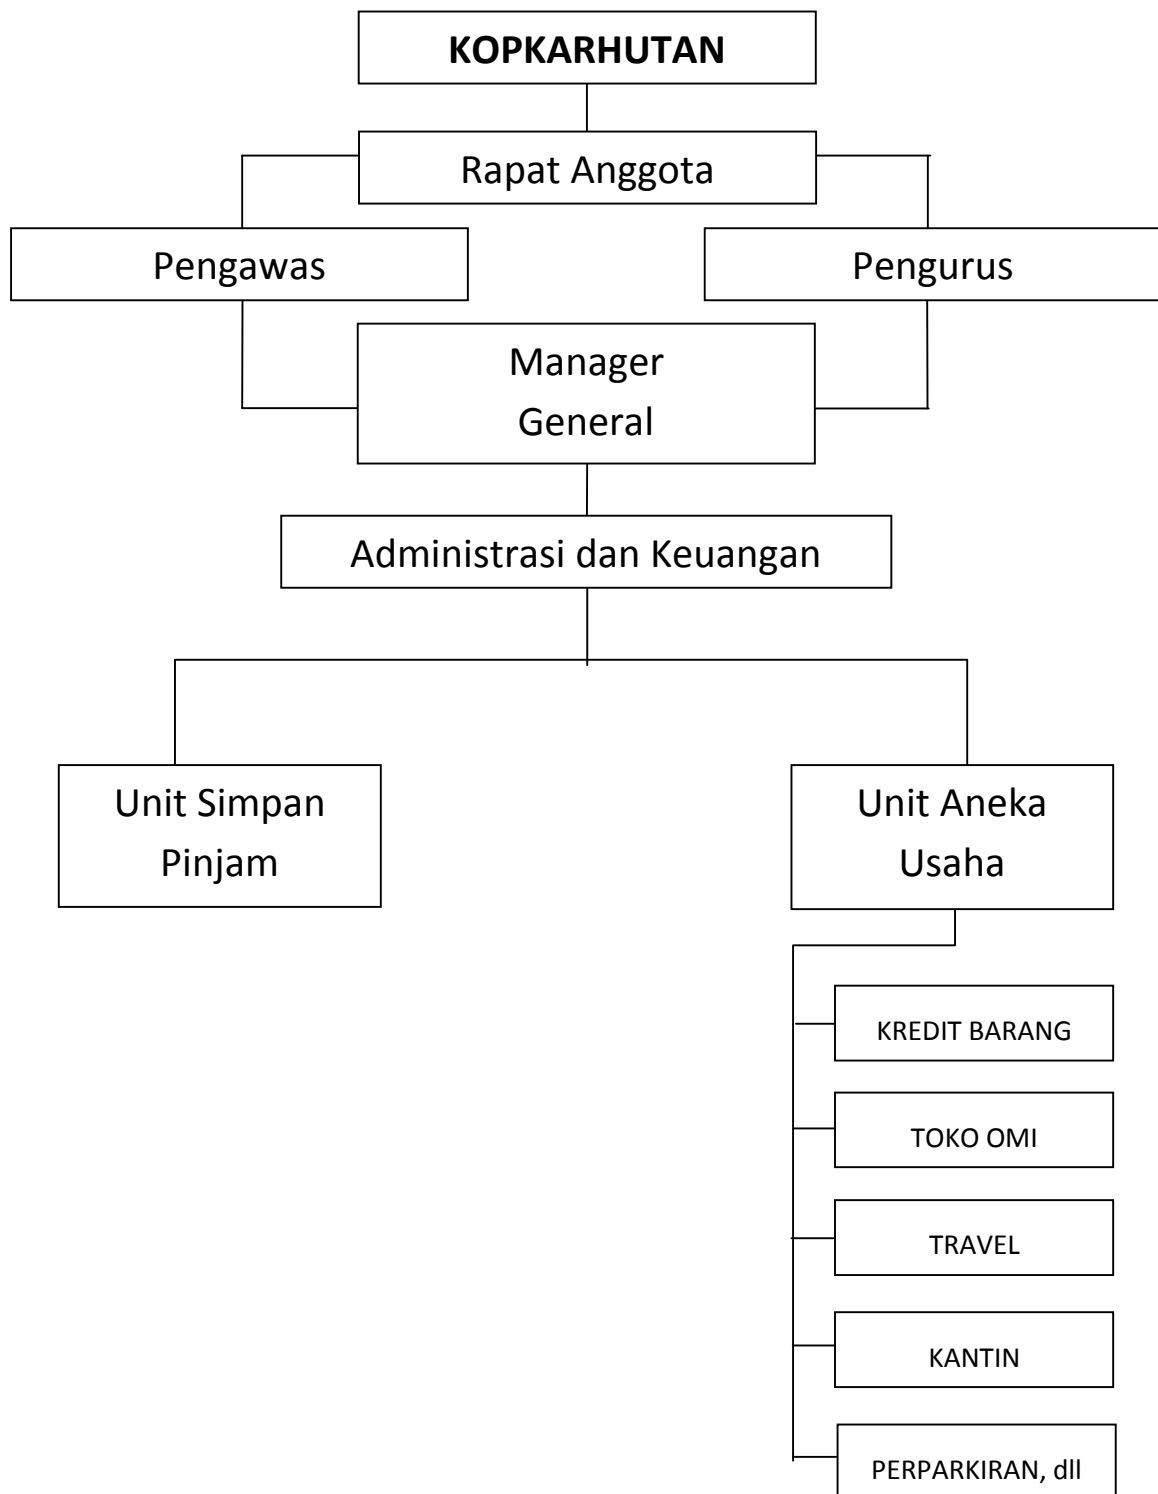 KOPKARHUTAN
Rapat Anggota
Pengawas
Pengurus
Manager
General
Administrasi dan Keuangan
Unit Simpan
Pinjam
Unit Aneka
Usaha
KREDIT BARANG
TOKO OMI
TRAVEL
KANTIN
PERPARKIRAN, dll